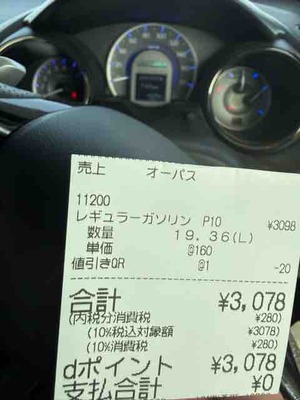 売上 オーパス
11200
レギュラーガソリン P10 ¥3098
数量 19.36(L)
単価 @160
値引きQR @1 -20
合計 ¥3,078
(内税分消費税 ¥280)
(10%税込対象額 ¥3078)
(10%消費税 ¥280)
dポイント ¥3,078
支払合計 ¥0